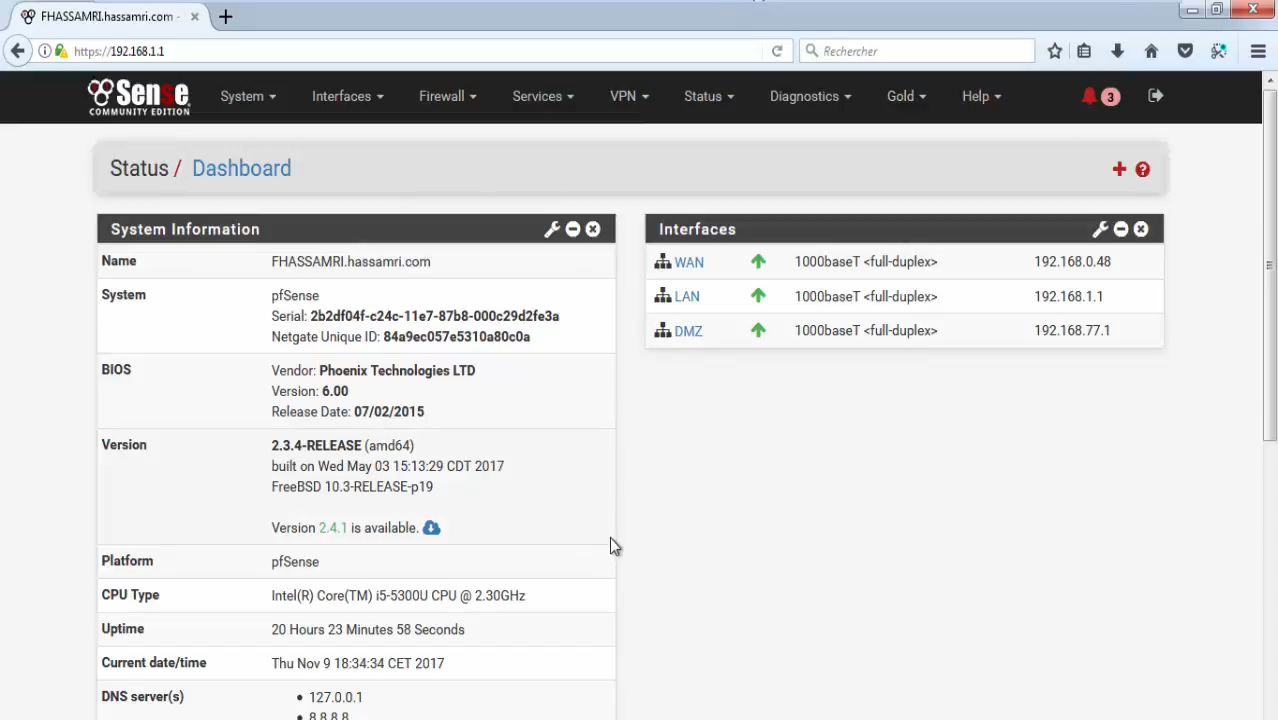 FHASSAMRI.hassamri.com -
https://192.168.1.1
Rechercher
Sense
COMMUNITY EDITION
System
Interfaces
Firewall
Services
VPN
Status
Diagnostics
Gold
Help
3
Status / Dashboard
System Information
Name FHASSAMRI.hassamri.com
System pfSense
Serial: 2b2df04f-c24c-11e7-87b8-000c29d2fe3a
Netgate Unique ID: 84a9ec057e5310a80c0a
BIOS Vendor: Phoenix Technologies LTD
Version: 6.00
Release Date: 07/02/2015
Version 2.3.4-RELEASE (amd64)
built on Wed May 03 15:13:29 CDT 2017
FreeBSD 10.3-RELEASE-p19
Version 2.4.1 is available.
Platform pfSense
CPU Type Intel(R) Core(TM) i5-5300U CPU @ 2.30GHz
Uptime 20 Hours 23 Minutes 58 Seconds
Current date/time Thu Nov 9 18:34:34 CET 2017
DNS server(s) • 127.0.0.1
• 8.8.8.8
Interfaces
WAN 1000baseT <full-duplex> 192.168.0.48
LAN 1000baseT <full-duplex> 192.168.1.1
DMZ 1000baseT <full-duplex> 192.168.77.1